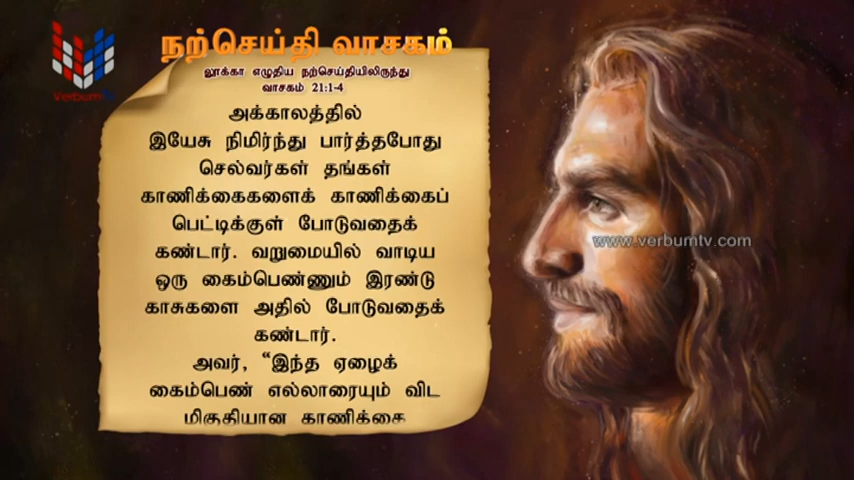 நற்செய்தி வாசகம்
லூக்கா எழுதிய நற்செய்தியிலிருந்து
வாசகம் 21:1-4
VerbumTv
அக்காலத்தில்
இயேசு நிமிர்ந்து பார்த்தபோது
செல்வர்கள் தங்கள்
காணிக்கைகளைக் காணிக்கைப்
பெட்டிக்குள் போடுவதைக்
கண்டார். வறுமையில் வாடிய
ஒரு கைம்பெண்ணும் இரண்டு
காசுகளை அதில் போடுவதைக்
கண்டார்.
அவர், “இந்த ஏழைக்
கைம்பெண் எல்லாரையும் விட
மிகுதியான காணிக்கை
www.verbumtv.com